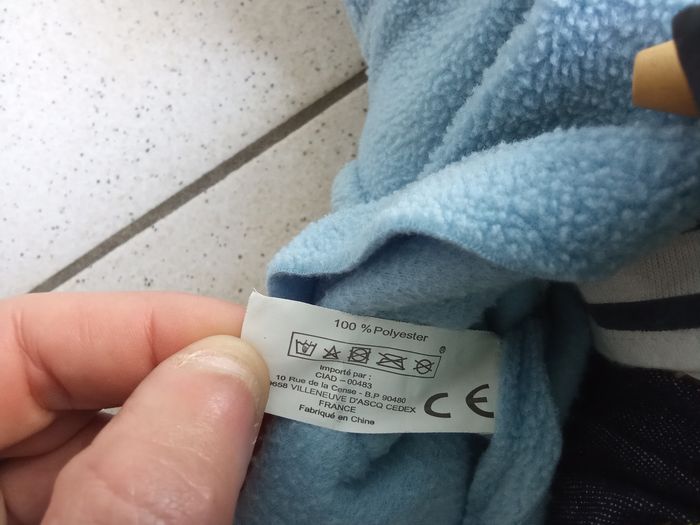 100 % Polyester
®
importé par :
CIAD - 00483
10 Rue de la Cense - B.P 90480
VILLENEUVE D'ASCQ CEDEX
FRANCE
Fabriqué en Chine
CE